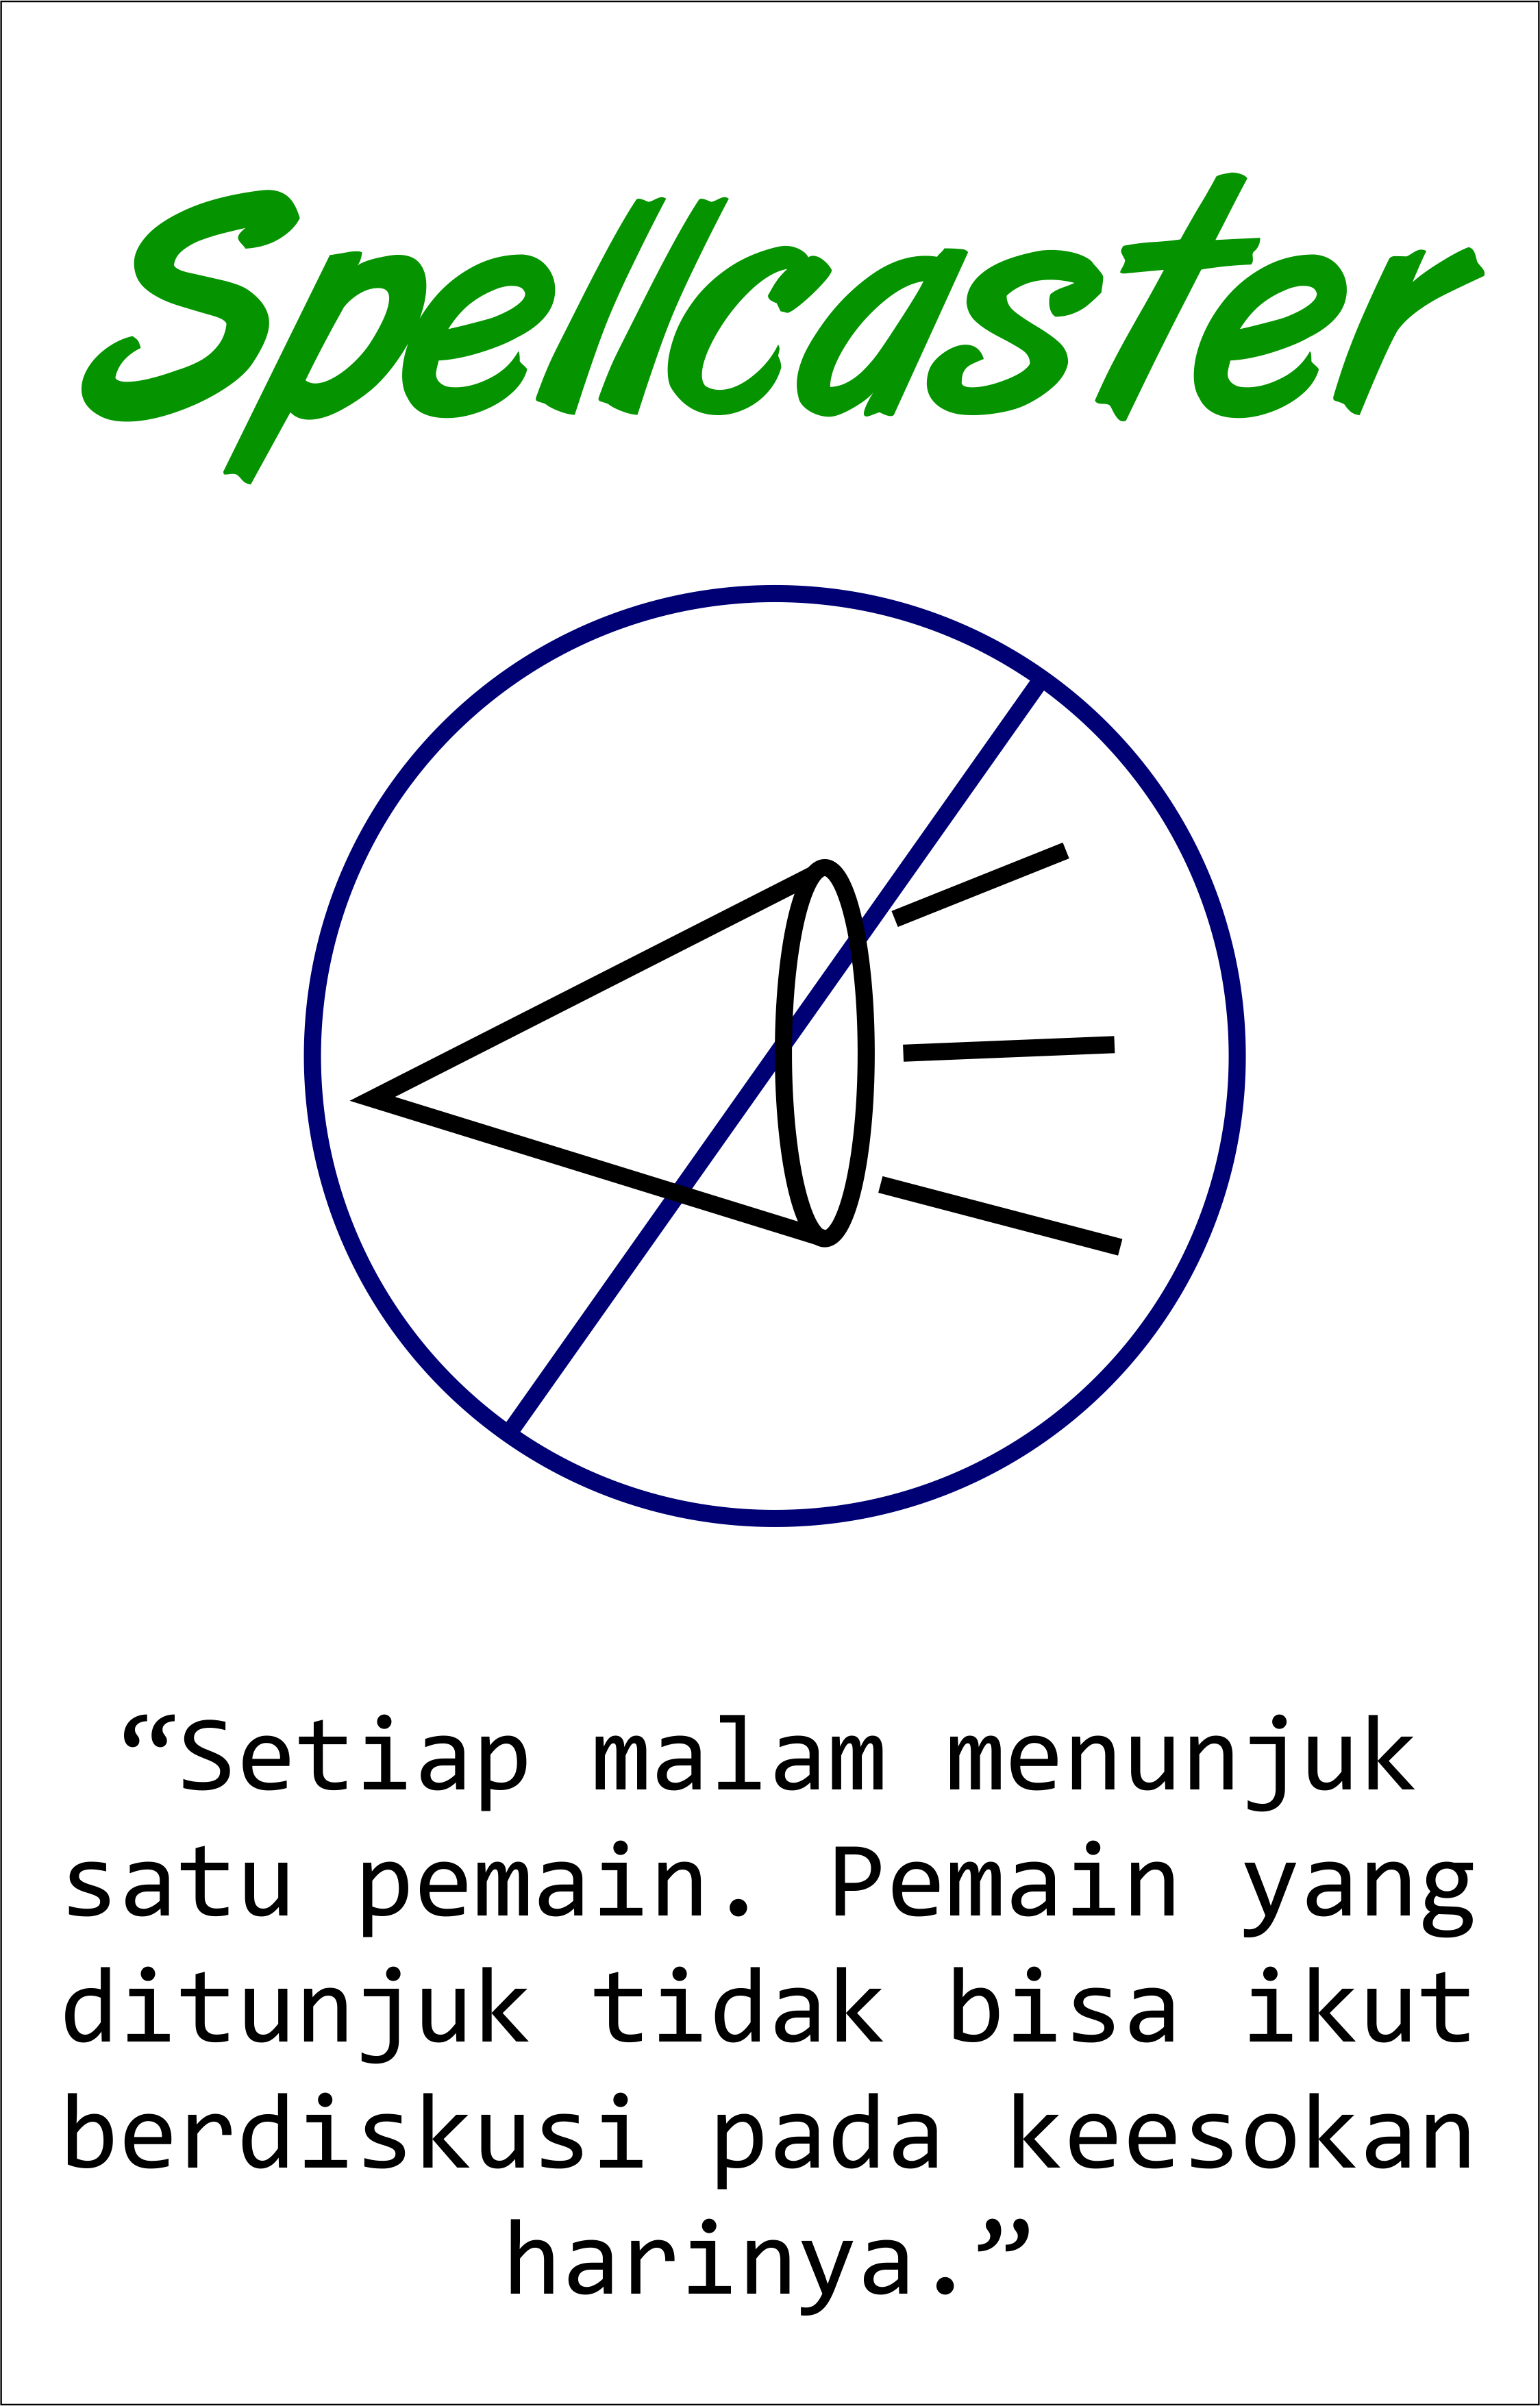 Spellcaster
“Setiap malam menunjuk
satu pemain. Pemain yang
ditunjuk tidak bisa ikut
berdiskusi pada keesokan
harinya.”